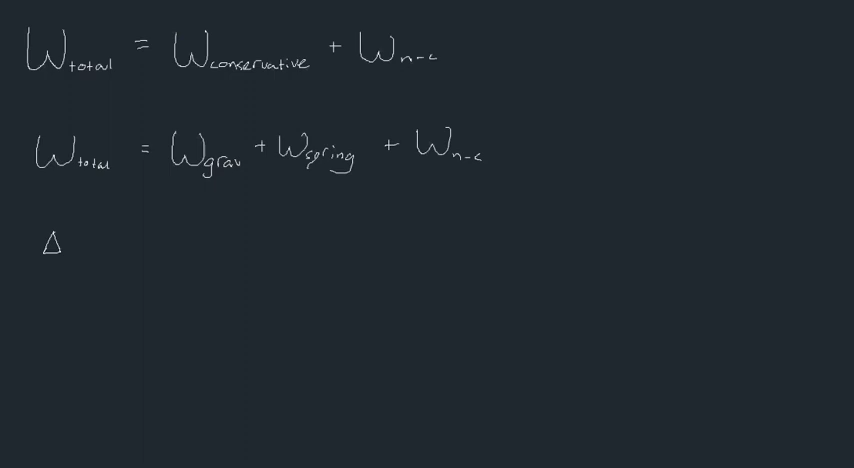 W_total = W_conservative + W_n-c
W_total = W_grav + W_spring + W_n-c
Δ